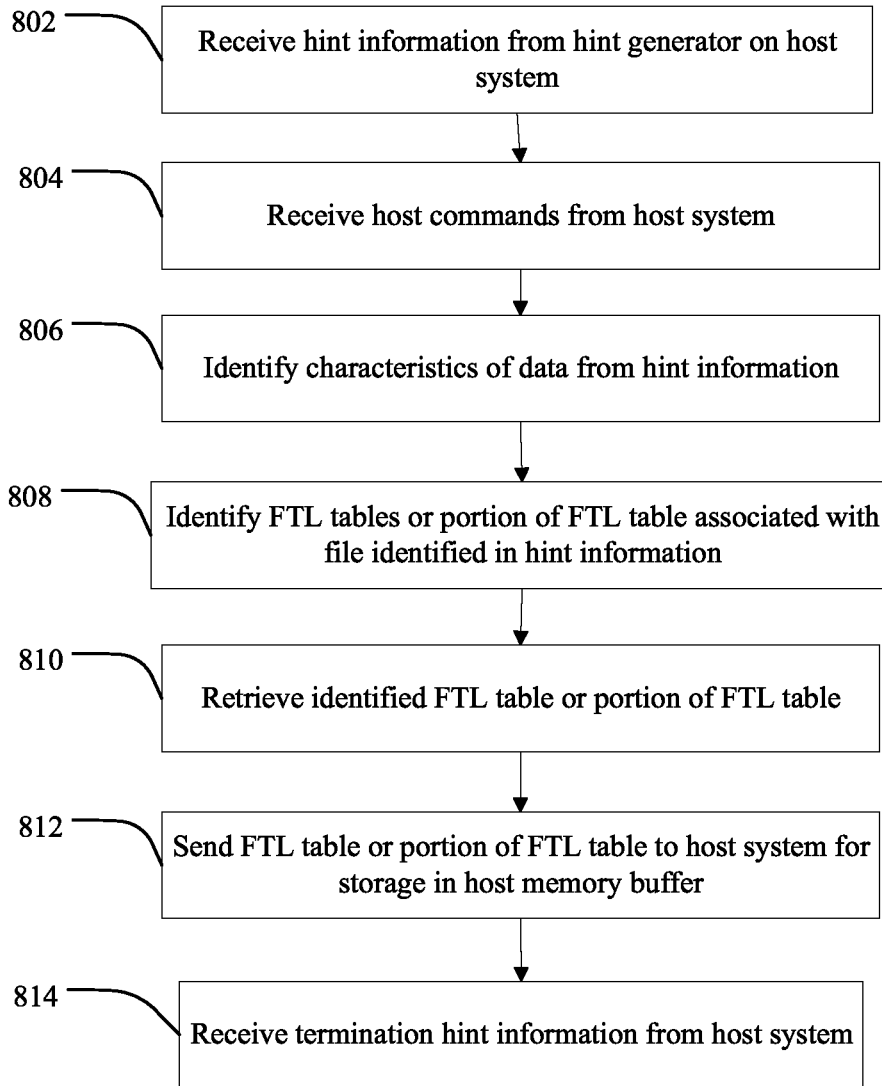 802
Receive hint information from hint generator on host
system
804
Receive host commands from host system
806
Identify characteristics of data from hint information
808
Identify FTL tables or portion of FTL table associated with
file identified in hint information
810
Retrieve identified FTL table or portion of FTL table
812
Send FTL table or portion of FTL table to host system for
storage in host memory buffer
814
Receive termination hint information from host system